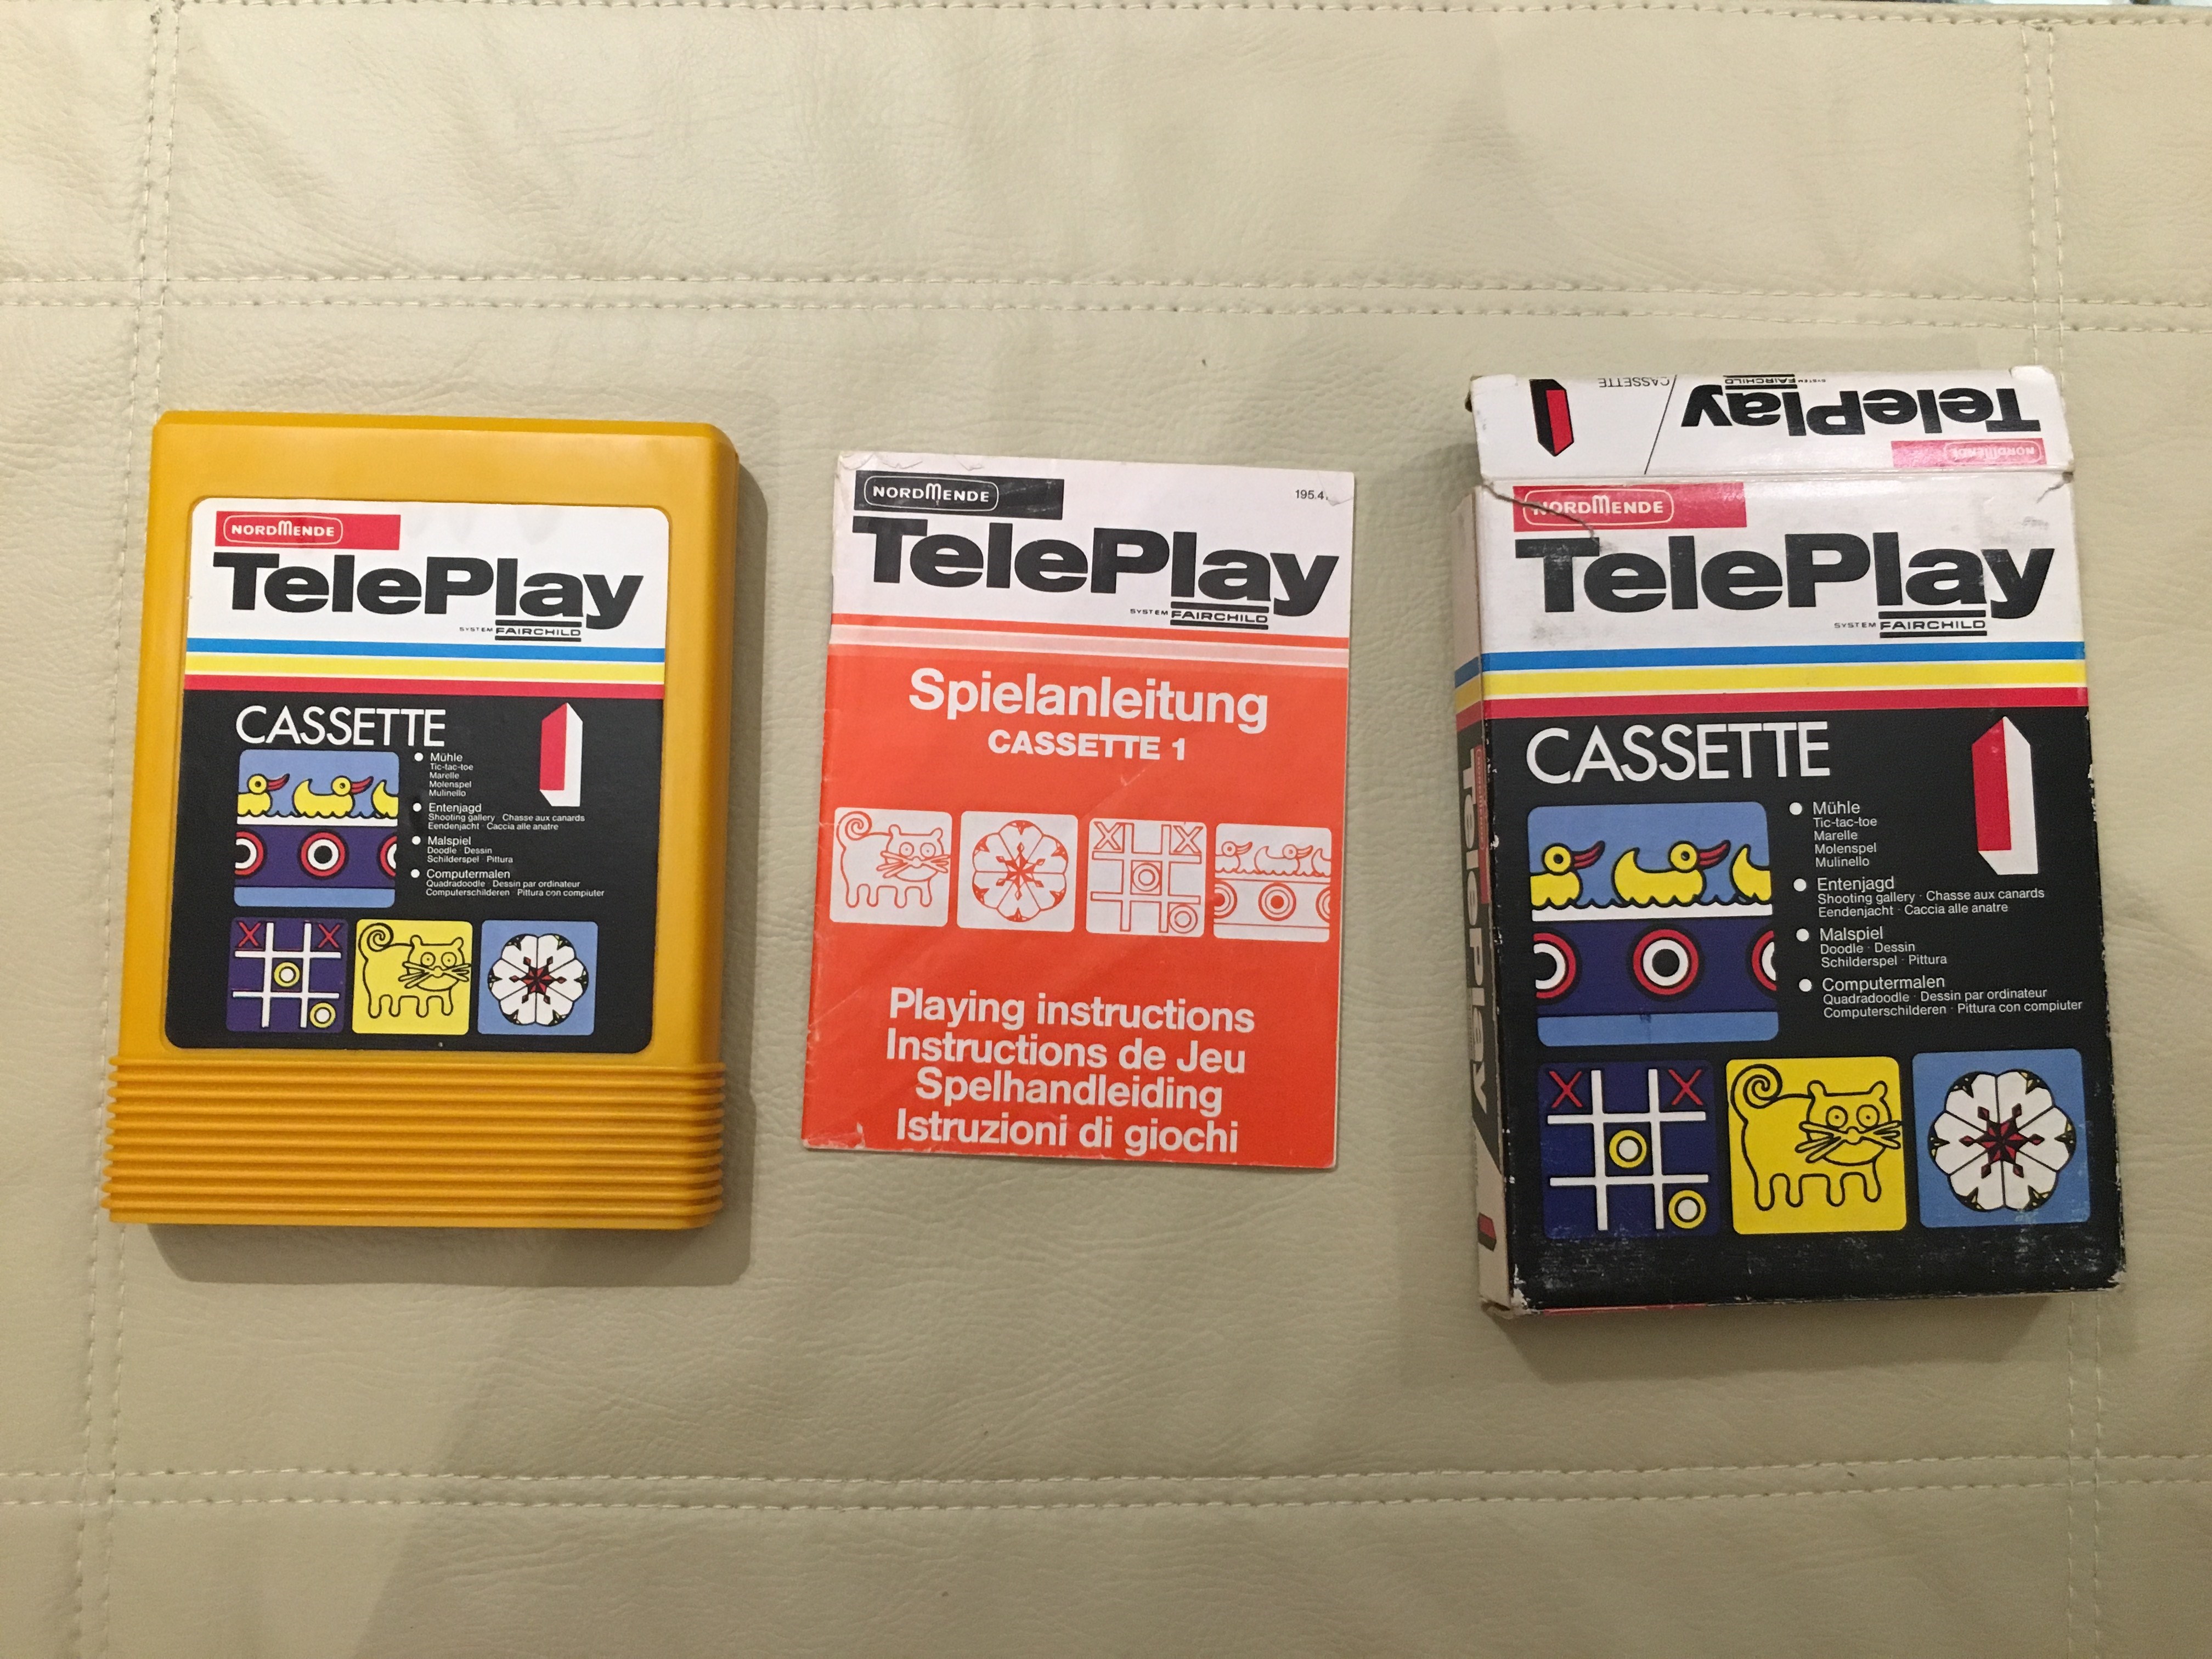 NORDMENDE
TelePlay
SYSTEM FAIRCHILD
CASSETTE
1
Mühle
Tic-tac-toe
Marelle
Molenspel
Mulinello
Entenjagd
Shooting gallery · Chasse aux canards
Eendenjacht · Caccia alle anatre
Malspiel
Doodle · Dessin
Schilderspel · Pittura
Computermalen
Quadradoodle · Dessin par ordinateur
Computerschilderen · Pittura con compiuter
NORDMENDE
195.4
TelePlay
SYSTEM FAIRCHILD
Spielanleitung
CASSETTE 1
Playing instructions
Instructions de Jeu
Spelhandleiding
Istruzioni di giochi
NORDMENDE
TelePlay
SYSTEM FAIRCHILD
CASSETTE
1
NORDMENDE
TelePlay
SYSTEM FAIRCHILD
CASSETTE
1
Mühle
Tic-tac-toe
Marelle
Molenspel
Mulinello
Entenjagd
Shooting gallery · Chasse aux canards
Eendenjacht · Caccia alle anatre
Malspiel
Doodle · Dessin
Schilderspel · Pittura
Computermalen
Quadradoodle · Dessin par ordinateur
Computerschilderen · Pittura con compiuter
TelePlay